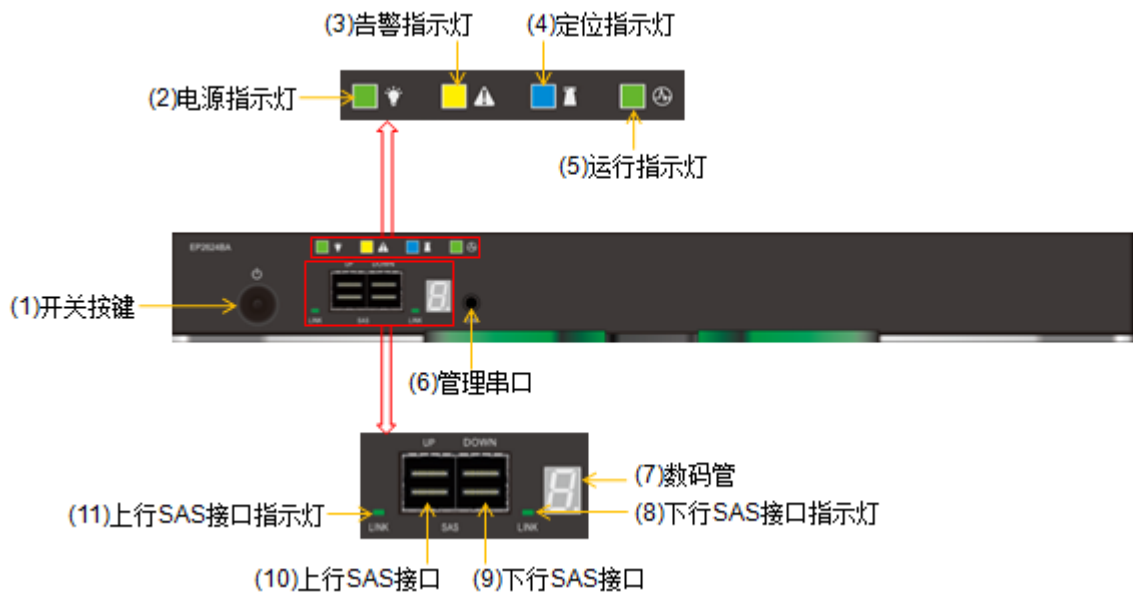 (3)告警指示灯 (4)定位指示灯
(2)电源指示灯
(5)运行指示灯
EP2624BA
UP DOWN
(1)开关按键
LINK SAS LINK
(6)管理串口
UP DOWN
(7)数码管
(11)上行SAS接口指示灯
(8)下行SAS接口指示灯
LINK SAS LINK
(10)上行SAS接口 (9)下行SAS接口